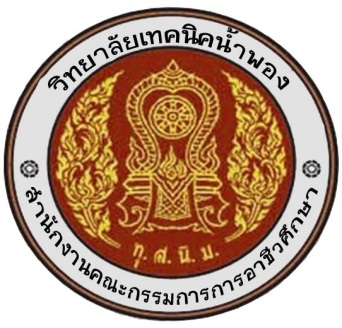 วิทยาลัยเทคนิคน้ำพอง
ทุ. ส. นิ. ม.
สำนักงานคณะกรรมการการอาชีวศึกษา